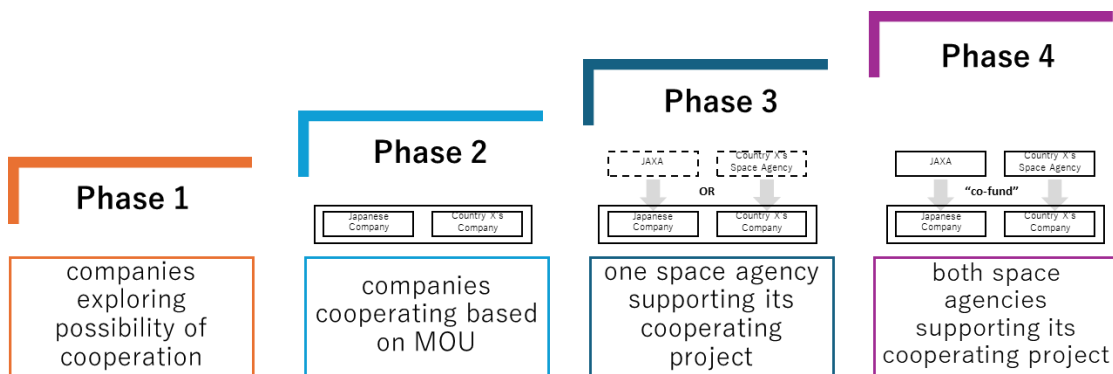 Phase 1
companies
exploring
possibility of
cooperation
Phase 2
Japanese
Company
Country X's
Company
companies
cooperating based
on MOU
Phase 3
JAXA
Country X's
Space Agency
OR
Japanese
Company
Country X's
Company
one space agency
supporting its
cooperating
project
Phase 4
JAXA
Country X's
Space Agency
"co-fund"
Japanese
Company
Country X's
Company
both space
agencies
supporting its
cooperating project